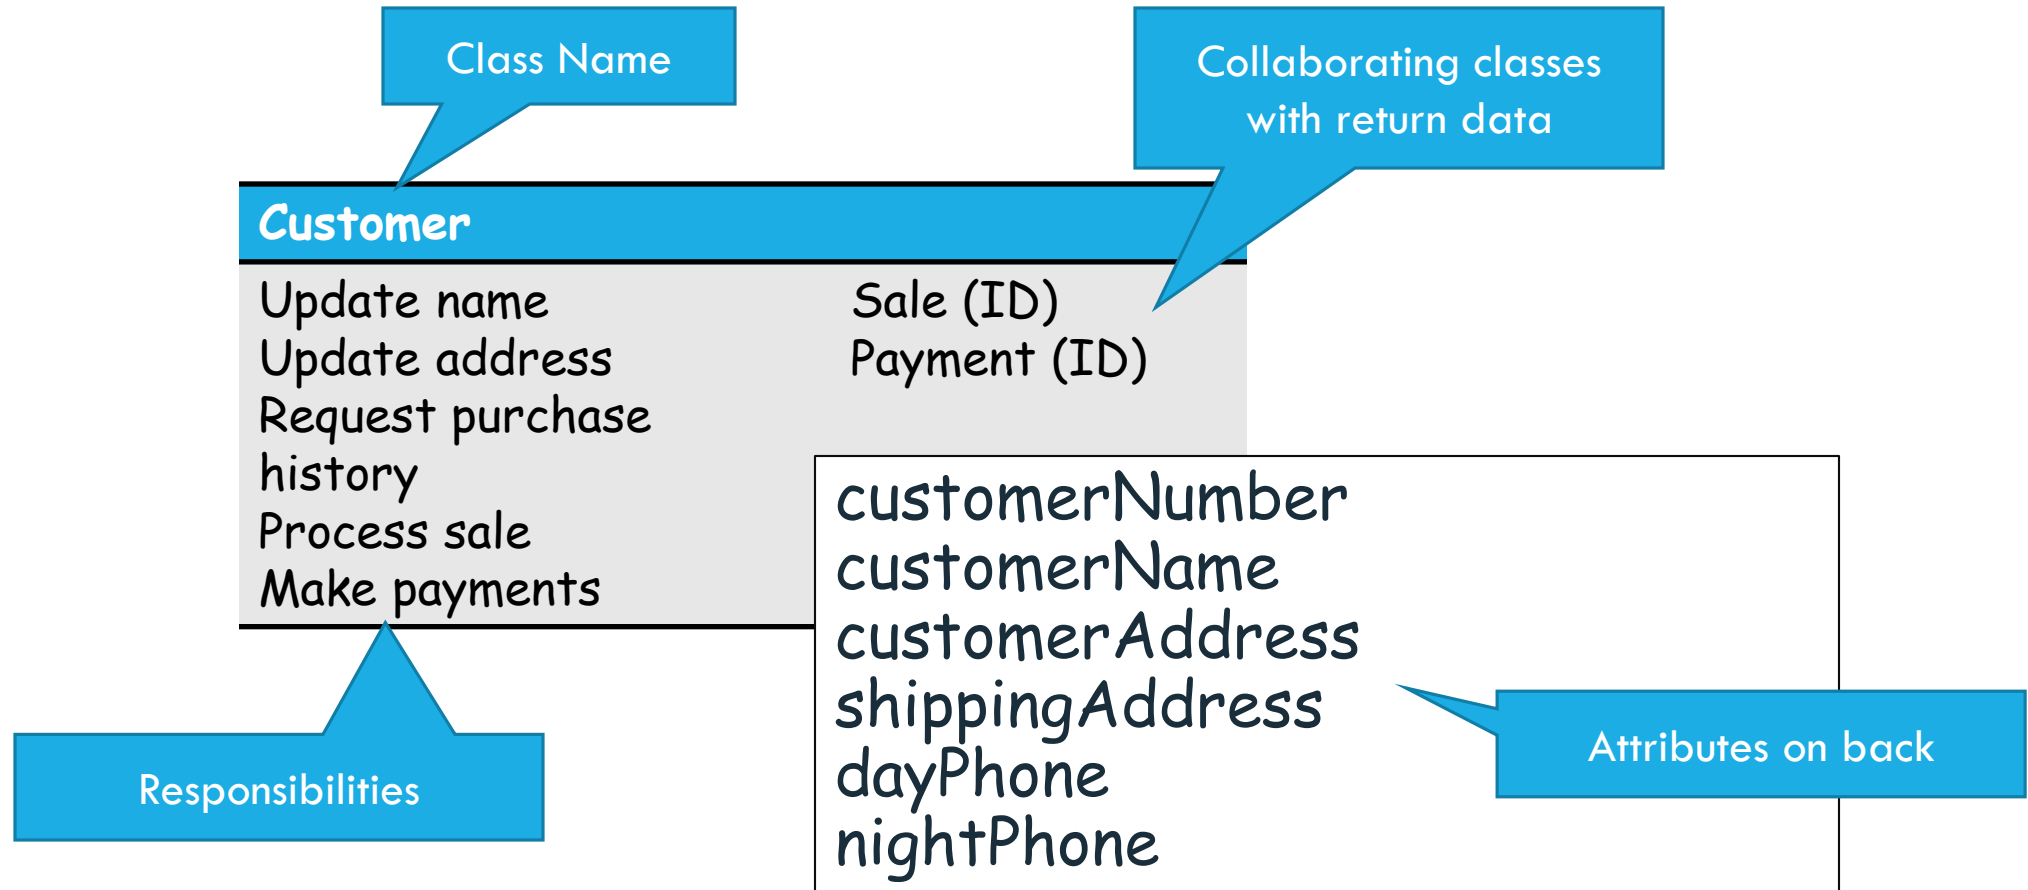 Class Name
Collaborating classes
with return data
Customer
Update name
Update address
Request purchase
history
Process sale
Make payments
Sale (ID)
Payment (ID)
customerNumber
customerName
customerAddress
shippingAddress
dayPhone
nightPhone
Attributes on back
Responsibilities